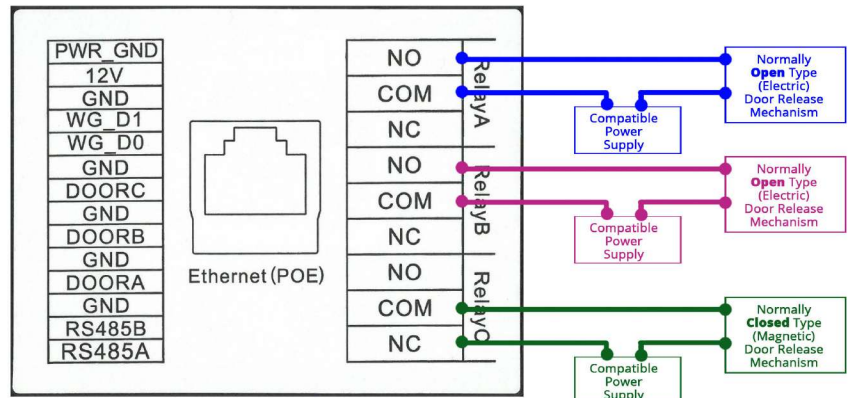 PWR_GND
12V
GND
WG_D1
WG_D0
GND
DOORC
GND
DOORB
GND
DOORA
GND
RS485B
RS485A
Ethernet (POE)
NO
COM
NC
RelayA
NO
COM
NC
RelayB
NO
COM
NC
RelayC
Compatible
Power
Supply
Normally
Open Type
(Electric)
Door Release
Mechanism
Compatible
Power
Supply
Normally
Open Type
(Electric)
Door Release
Mechanism
Compatible
Power
Supply
Normally
Closed Type
(Magnetic)
Door Release
Mechanism